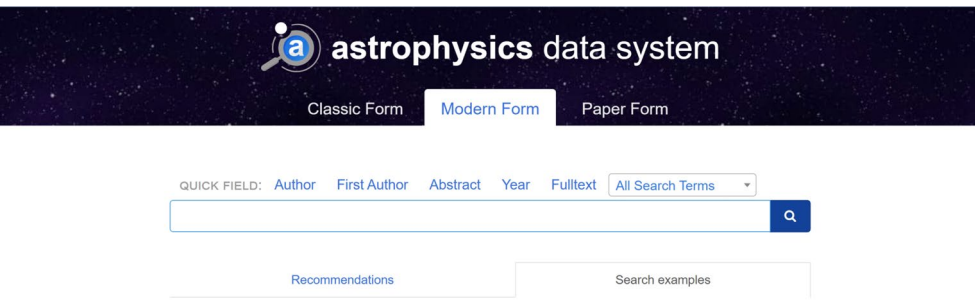 a astrophysics data system
Classic Form Modern Form Paper Form
QUICK FIELD: Author First Author Abstract Year Fulltext All Search Terms
Recommendations Search examples